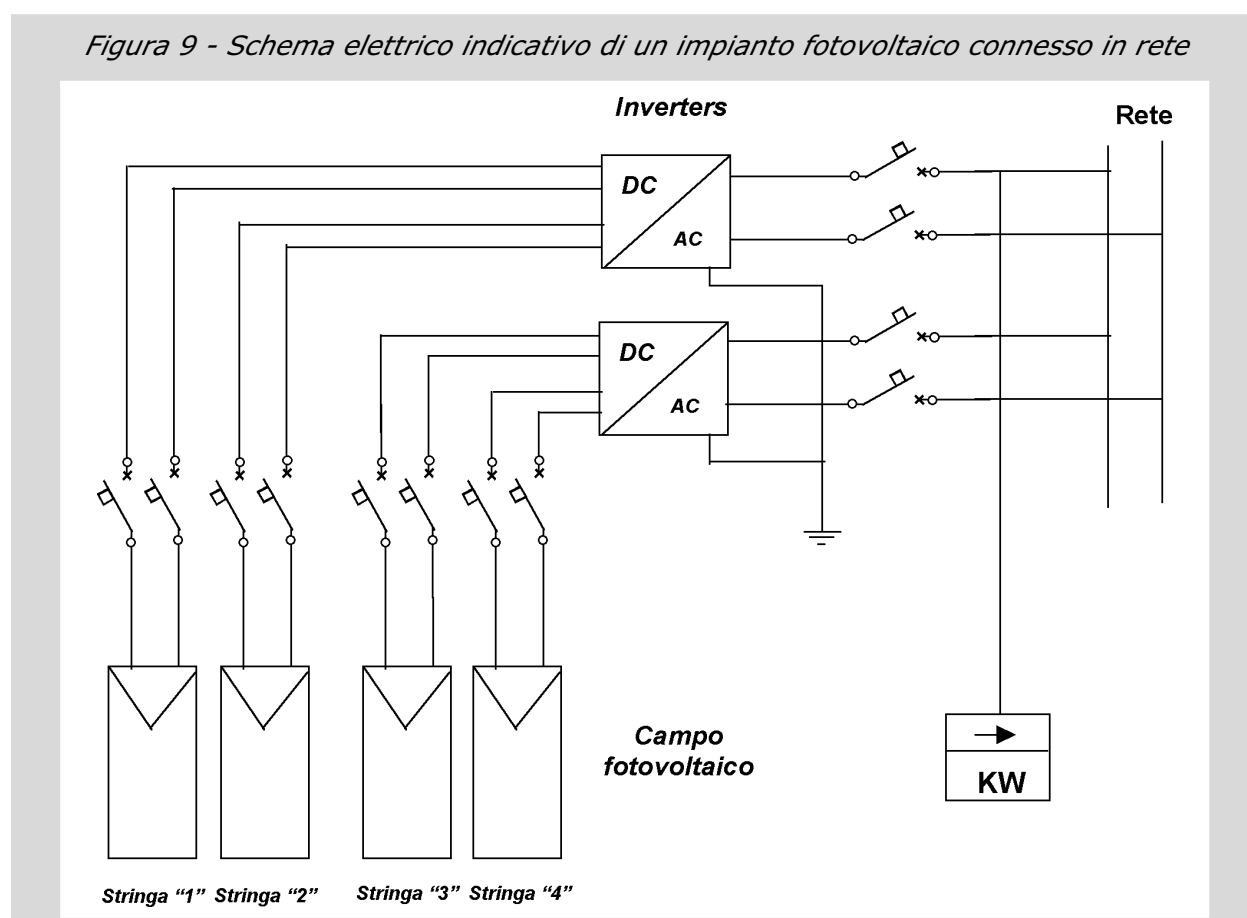 Figura 9 - Schema elettrico indicativo di un impianto fotovoltaico connesso in rete
Inverters
Rete
DC
AC
DC
AC
Campo
fotovoltaico
KW
Stringa “1” Stringa “2” Stringa “3” Stringa “4”